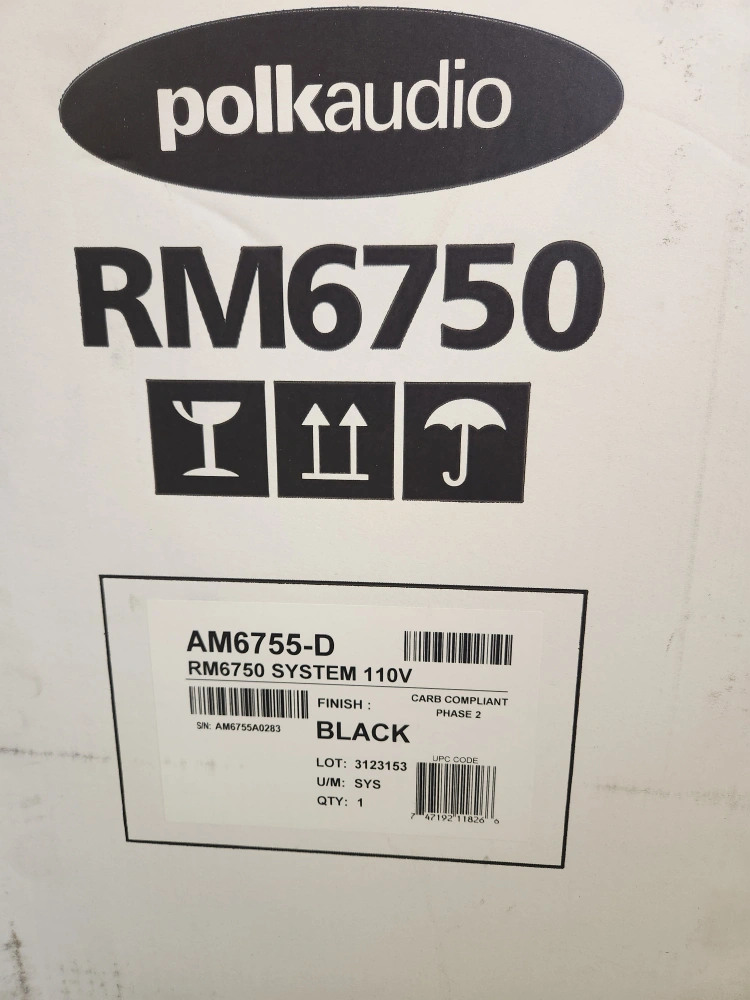 polkaudio
RM6750
AM6755-D
RM6750 SYSTEM 110V
FINISH :
CARB COMPLIANT
PHASE 2
S/N: AM6755A0283
BLACK
LOT: 3123153
UPC CODE
U/M: SYS
QTY: 1
7 47192 11826 6